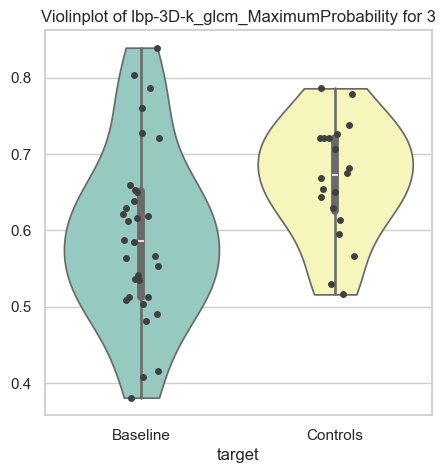 Violinplot of lbp-3D-k_glcm_MaximumProbability for 3
0.8
0.7
0.6
0.5
0.4
Baseline Controls
target